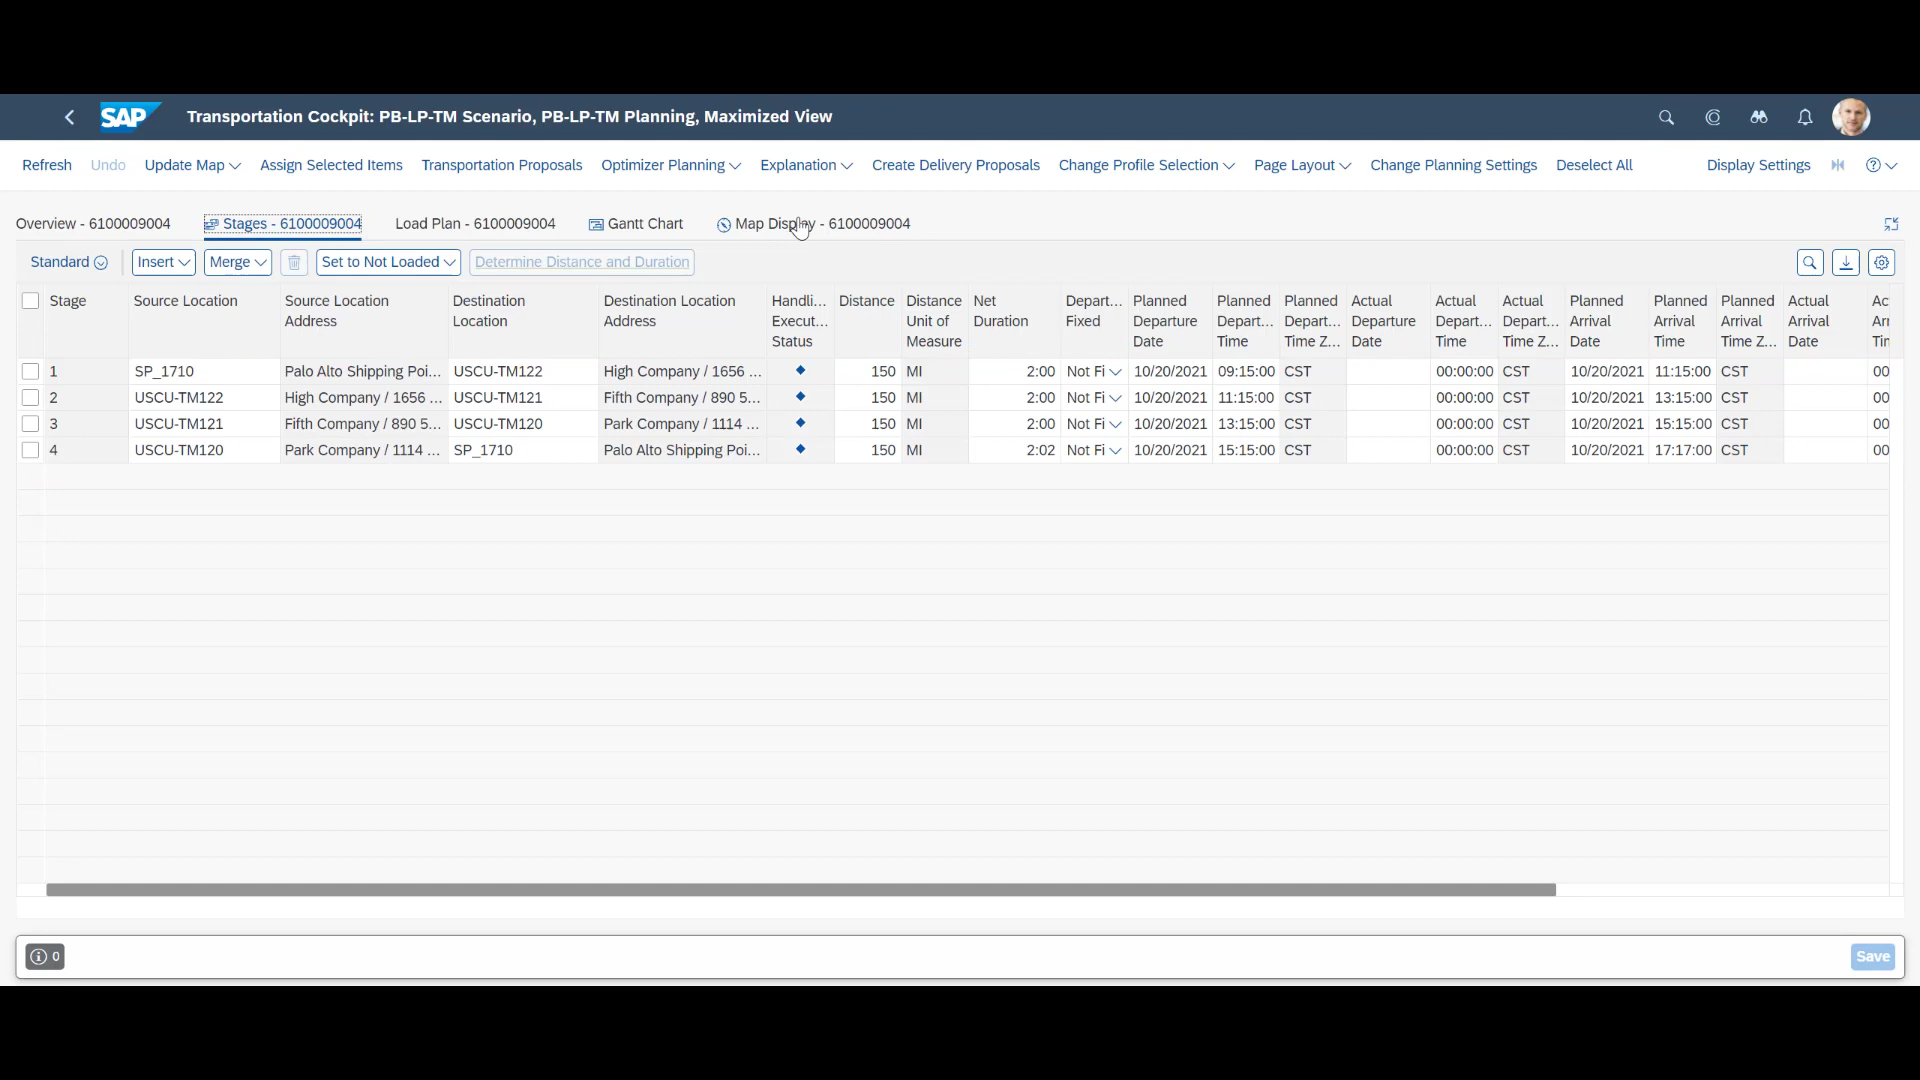 SAP Transportation Cockpit: PB-LP-TM Scenario, PB-LP-TM Planning, Maximized View
Refresh Undo Update Map Assign Selected Items Transportation Proposals Optimizer Planning Explanation Create Delivery Proposals Change Profile Selection Page Layout Change Planning Settings Deselect All Display Settings
Overview - 6100009004 Stages - 6100009004 Load Plan - 6100009004 Gantt Chart Map Display - 6100009004
Standard Insert Merge Set to Not Loaded Determine Distance and Duration
Stage Source Location Source Location Destination Handli... Distance Distance Net Depart... Planned Planned Planned Actual Actual Actual Planned Planned Planned Actual Ac
Address Location Destination Location Address Execut... Unit of Duration Fixed Departure Depart... Depart... Departure Depart... Depart... Arrival Arrival Arrival Arrival Arr
Status Measure Date Time Time Z... Date Time Time Z... Date Time Time Z... Date Tin
1 SP_1710 Palo Alto Shipping Poi... USCU-TM122 High Company / 1656 ... 150 MI 2:00 Not Fi 10/20/2021 09:15:00 CST 00:00:00 CST 10/20/2021 11:15:00 CST 00
2 USCU-TM122 High Company / 1656 ... USCU-TM121 Fifth Company / 890 5... 150 MI 2:00 Not Fi 10/20/2021 11:15:00 CST 00:00:00 CST 10/20/2021 13:15:00 CST 00
3 USCU-TM121 Fifth Company / 890 5... USCU-TM120 Park Company / 1114 ... 150 MI 2:00 Not Fi 10/20/2021 13:15:00 CST 00:00:00 CST 10/20/2021 15:15:00 CST 00
4 USCU-TM120 Park Company / 1114 ... SP_1710 Palo Alto Shipping Poi... 150 MI 2:02 Not Fi 10/20/2021 15:15:00 CST 00:00:00 CST 10/20/2021 17:17:00 CST 00
0 Save